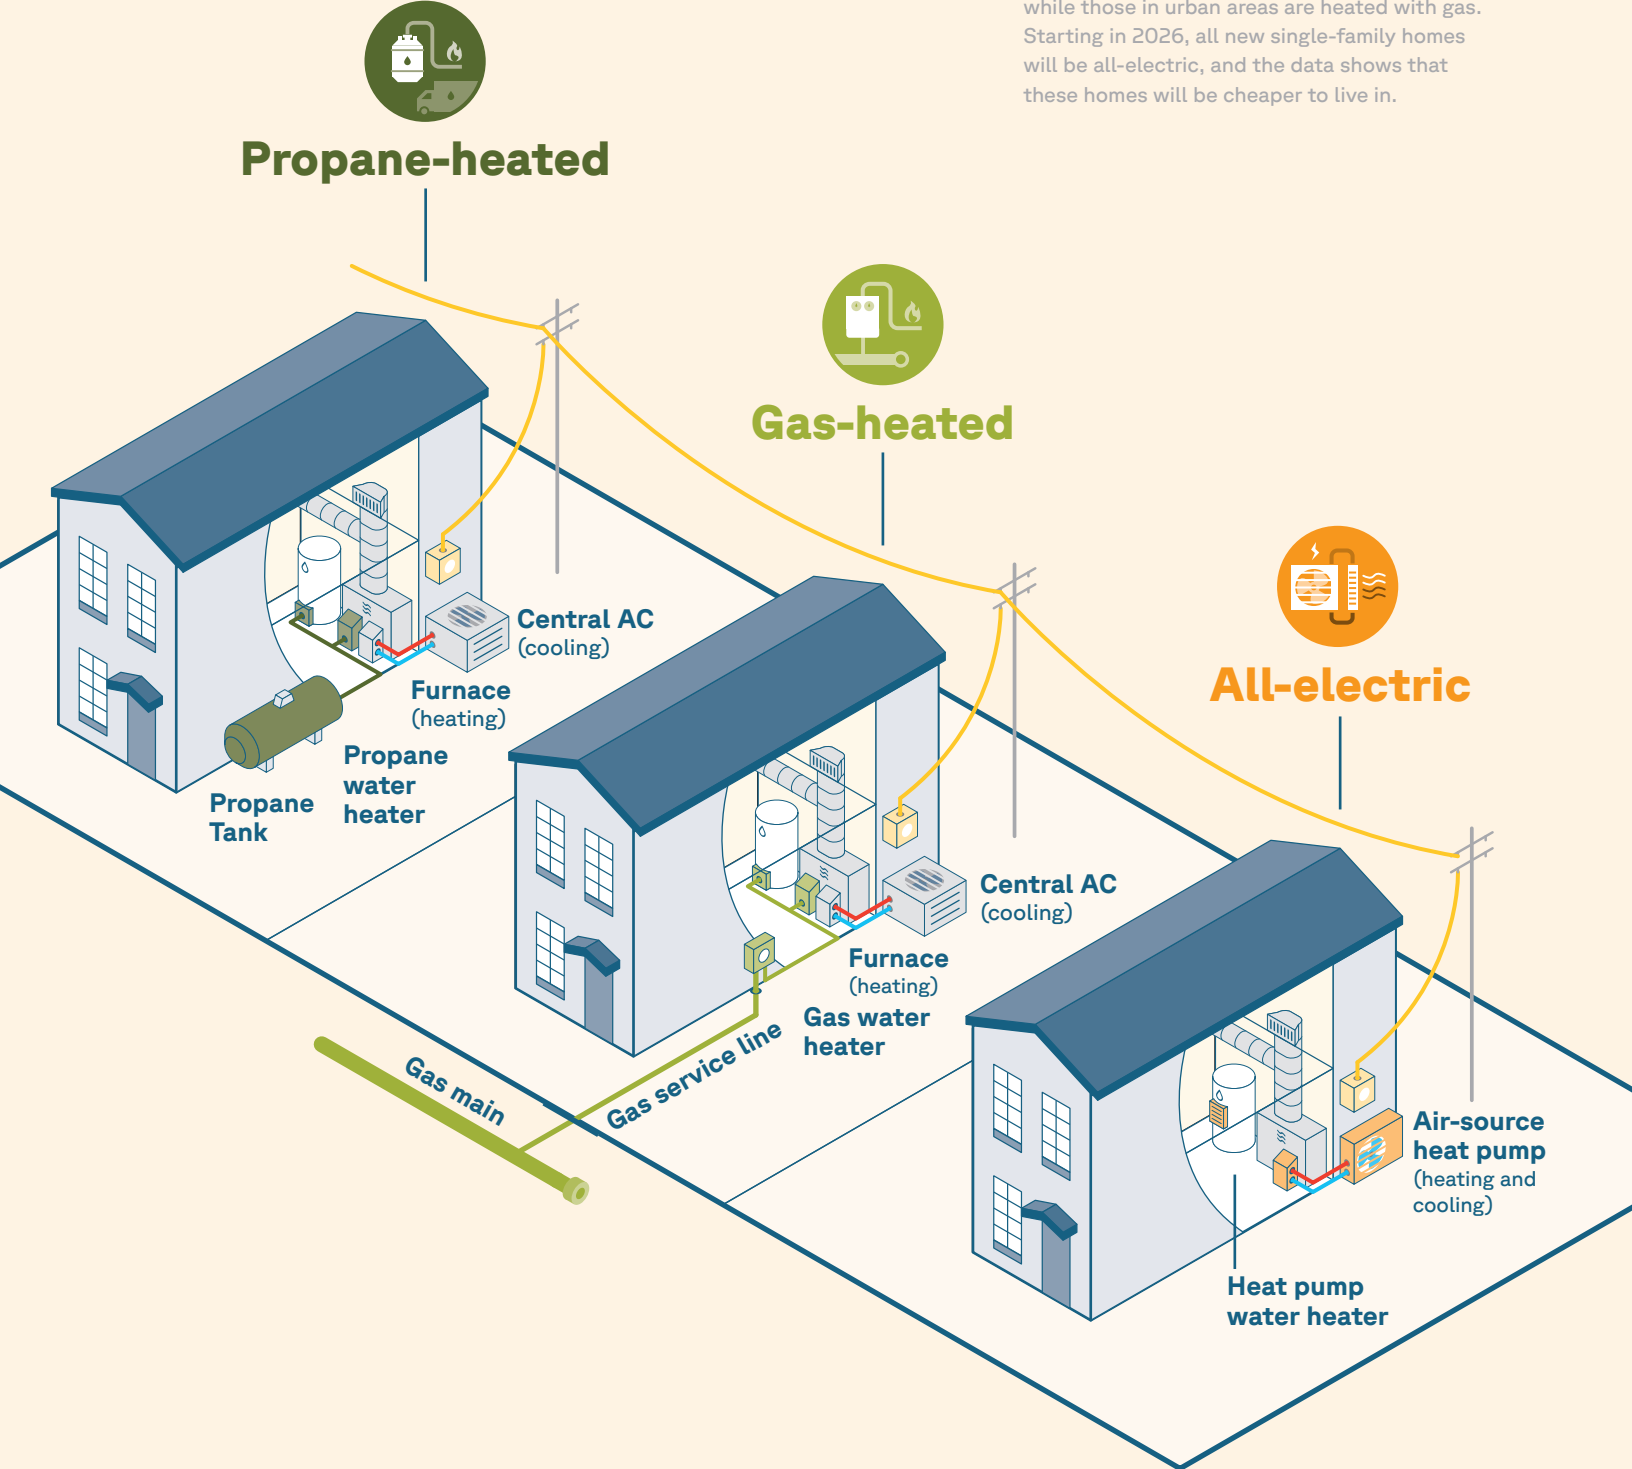 while those in urban areas are heated with gas.
Starting in 2026, all new single-family homes
will be all-electric, and the data shows that
these homes will be cheaper to live in.
Propane-heated
Gas-heated
All-electric
Central AC
(cooling)
Furnace
(heating)
Propane
water
heater
Propane
Tank
Central AC
(cooling)
Furnace
(heating)
Gas water
heater
Gas service line
Gas main
Air-source
heat pump
(heating and
cooling)
Heat pump
water heater